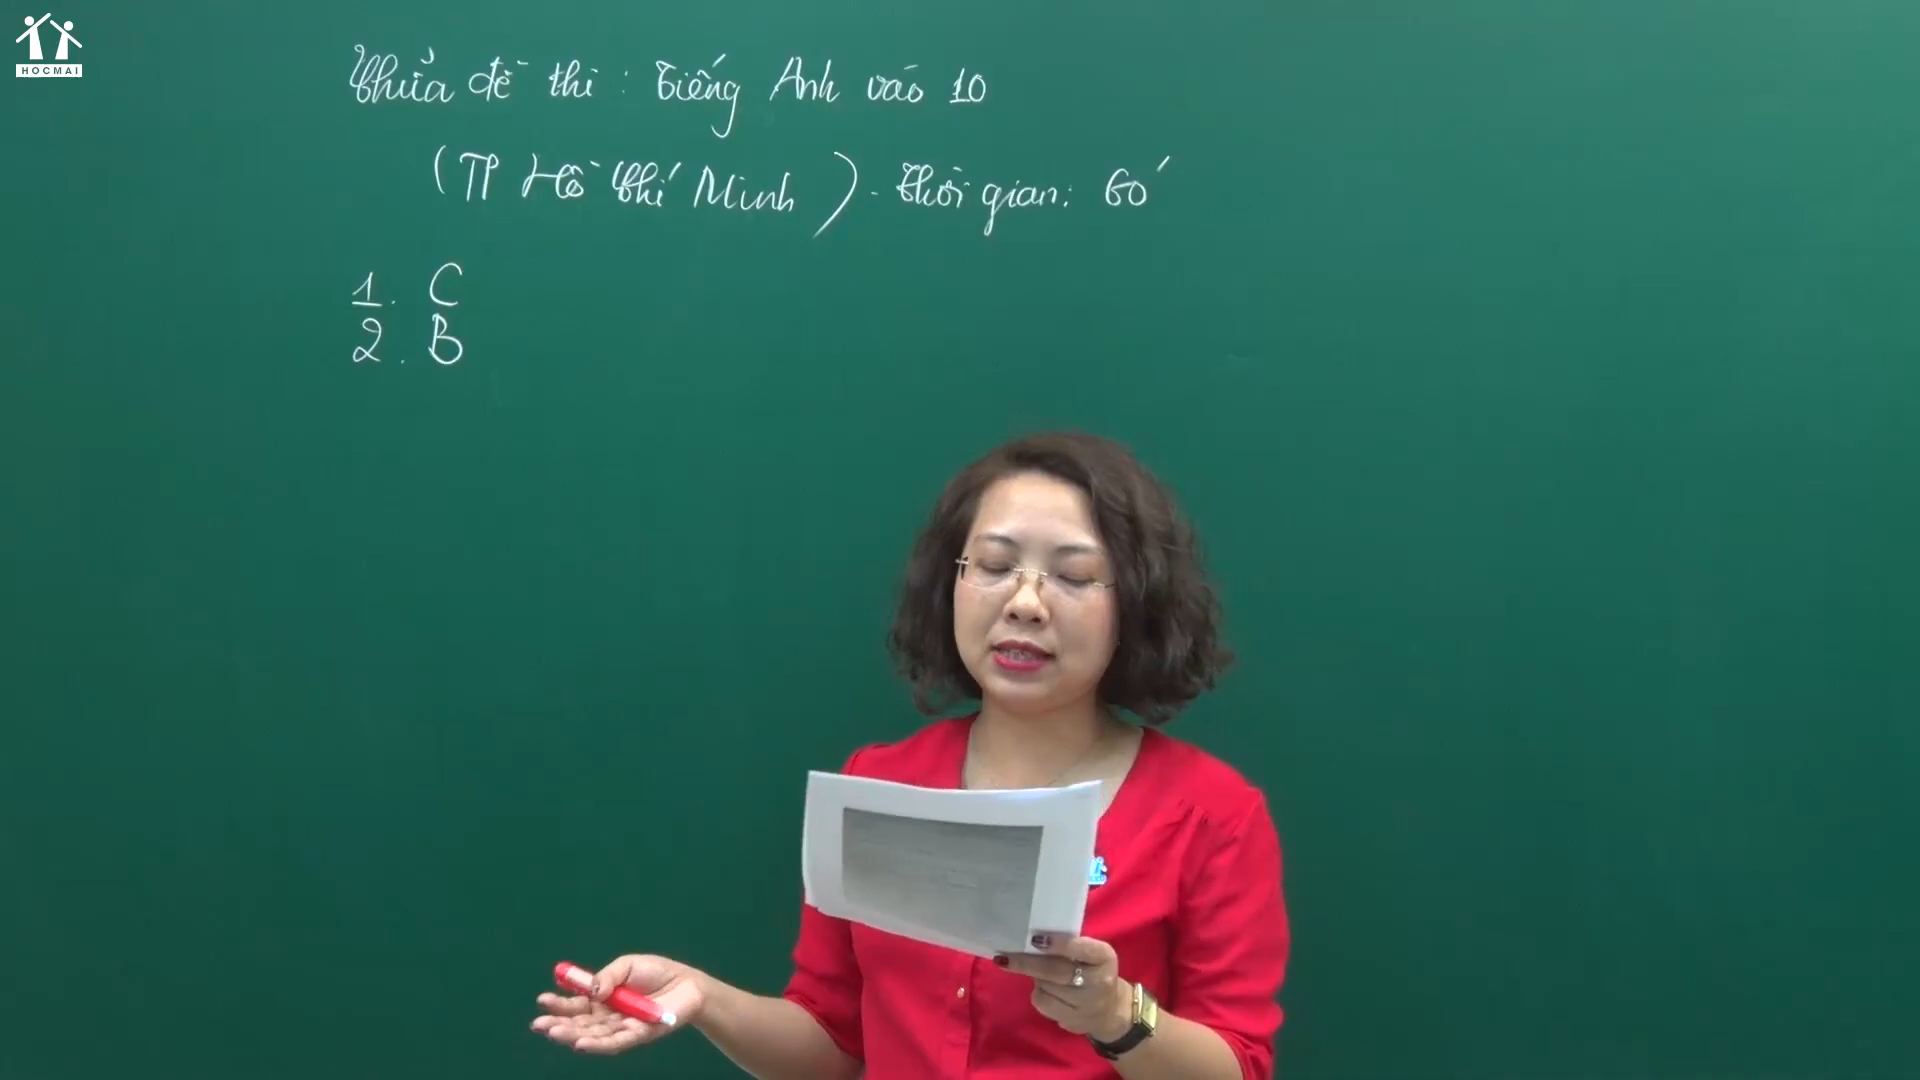 HOCMAI
Chữa đề thi : Tiếng Anh vào 10
(TP Hồ Chí Minh) - Thời gian: 60'
1. C
2. B